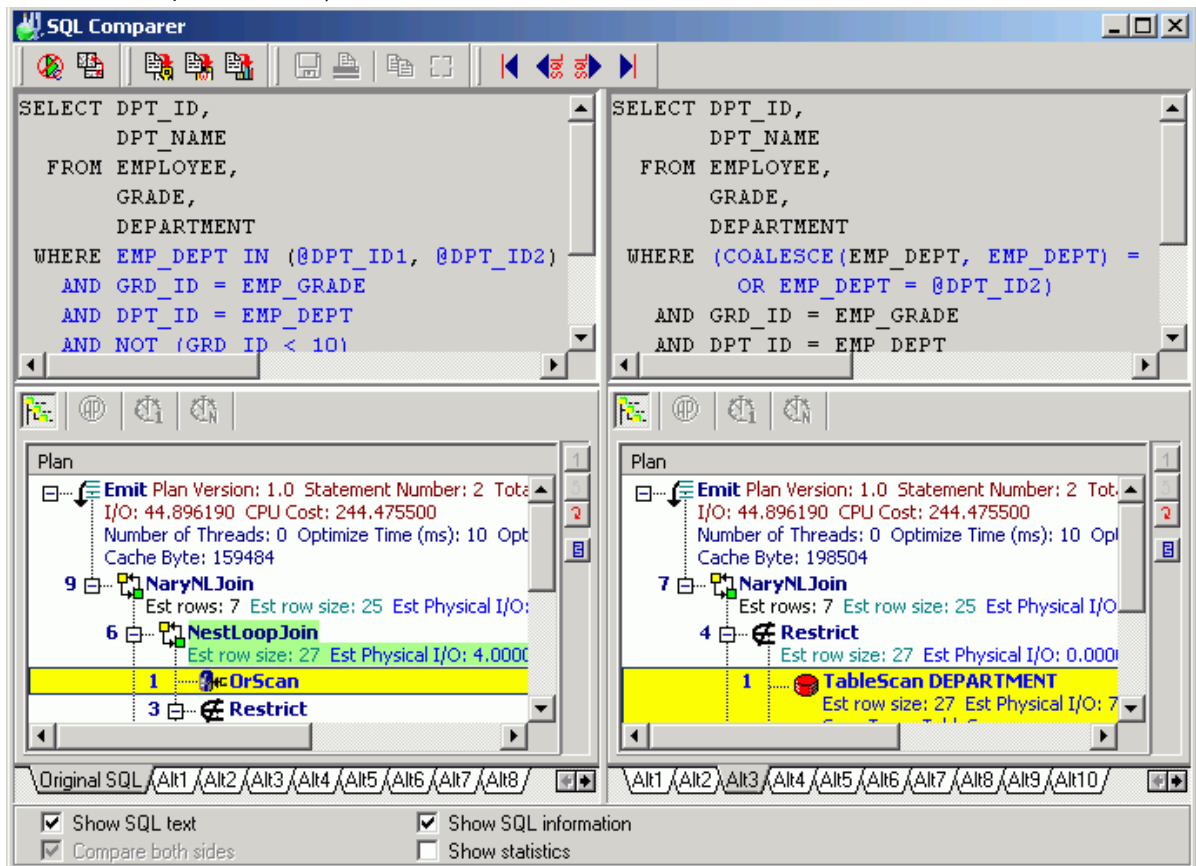 SQL Comparer
SELECT DPT_ID,
DPT_NAME
FROM EMPLOYEE,
GRADE,
DEPARTMENT
WHERE EMP_DEPT IN (@DPT_ID1, @DPT_ID2)
AND GRD_ID = EMP_GRADE
AND DPT_ID = EMP_DEPT
AND NOT (GRD_ID < 10)
SELECT DPT_ID,
DPT_NAME
FROM EMPLOYEE,
GRADE,
DEPARTMENT
WHERE (COALESCE(EMP_DEPT, EMP_DEPT) =
OR EMP_DEPT = @DPT_ID2)
AND GRD_ID = EMP_GRADE
AND DPT_ID = EMP_DEPT
Plan
Emit Plan Version: 1.0 Statement Number: 2 Tota
I/O: 44.896190 CPU Cost: 244.475500
Number of Threads: 0 Optimize Time (ms): 10 Opt
Cache Byte: 159484
9 NaryNLJoin
Est rows: 7 Est row size: 25 Est Physical I/O:
6 NestLoopJoin
Est row size: 27 Est Physical I/O: 4.0000
1 OrScan
3 Restrict
Plan
Emit Plan Version: 1.0 Statement Number: 2 Tot
I/O: 44.896190 CPU Cost: 244.475500
Number of Threads: 0 Optimize Time (ms): 10 Opt
Cache Byte: 198504
7 NaryNLJoin
Est rows: 7 Est row size: 25 Est Physical I/O
4 Restrict
Est row size: 27 Est Physical I/O: 0.000
1 TableScan DEPARTMENT
Est row size: 27 Est Physical I/O: 7
Original SQL Alt1 Alt2 Alt3 Alt4 Alt5 Alt6 Alt7 Alt8
Alt1 Alt2 Alt3 Alt4 Alt5 Alt6 Alt7 Alt8 Alt9 Alt10
Show SQL text
Show SQL information
Compare both sides
Show statistics